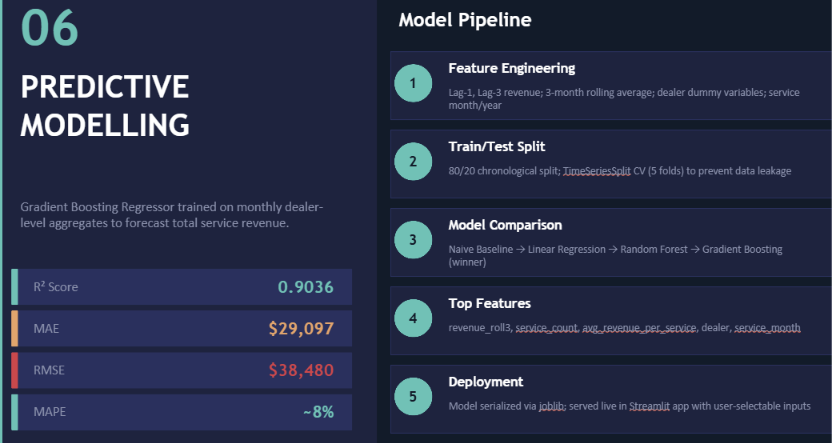 06
PREDICTIVE
MODELLING
Gradient Boosting Regressor trained on monthly dealer-
level aggregates to forecast total service revenue.
R² Score 0.9036
MAE $29,097
RMSE $38,480
MAPE ~8%
Model Pipeline
1 Feature Engineering
Lag-1, Lag-3 revenue; 3-month rolling average; dealer dummy variables; service
month/year
2 Train/Test Split
80/20 chronological split; TimeSeriesSplit CV (5 folds) to prevent data leakage
3 Model Comparison
Naive Baseline → Linear Regression → Random Forest → Gradient Boosting
(winner)
4 Top Features
revenue_roll3, service_count, avg_revenue_per_service, dealer, service_month
5 Deployment
Model serialized via joblib; served live in Streamlit app with user-selectable inputs